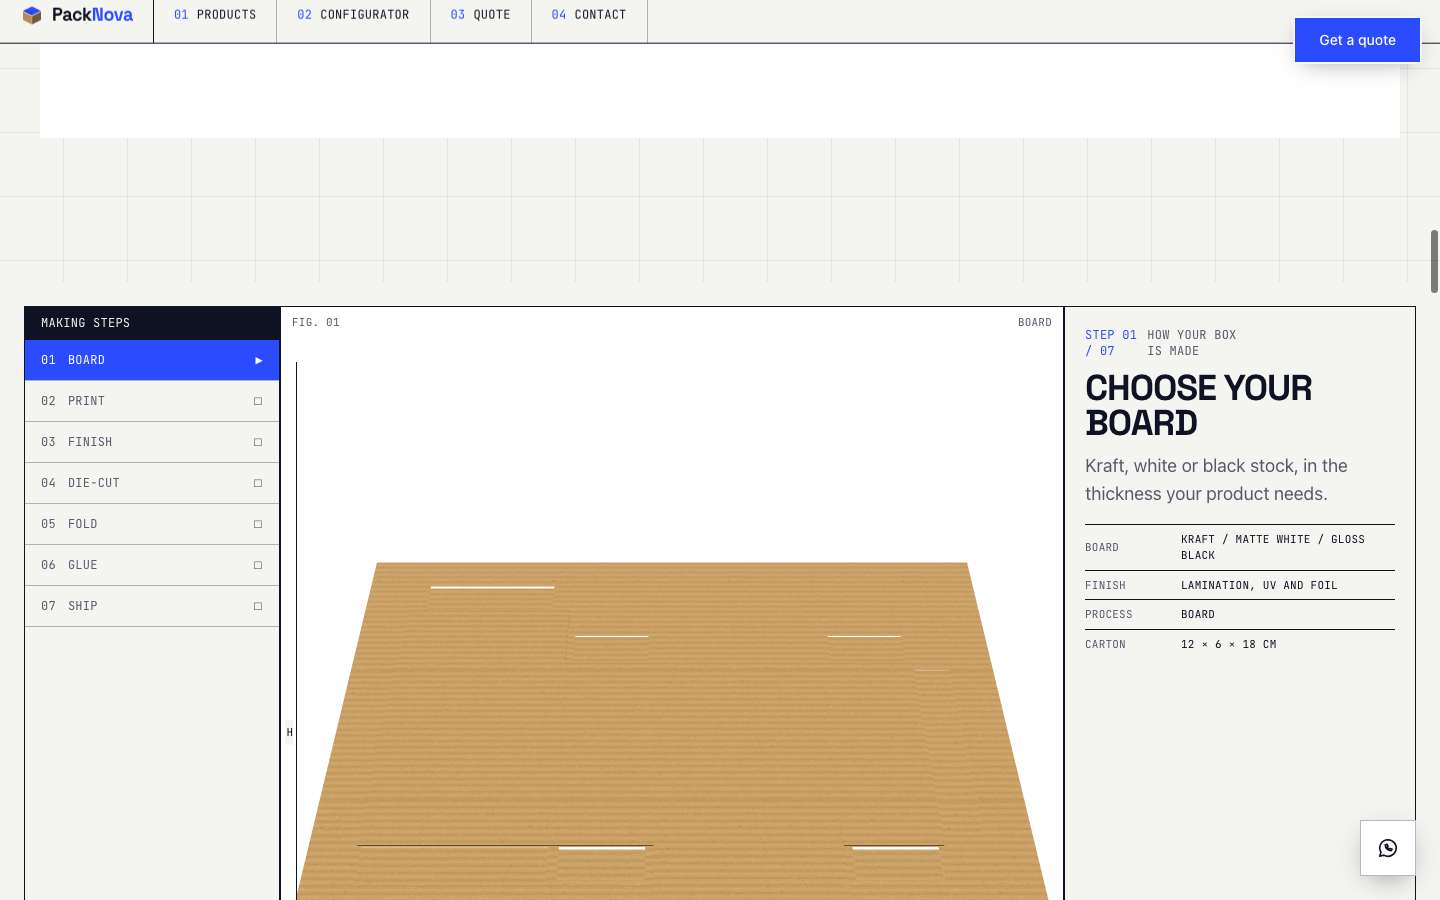 PackNova
01 PRODUCTS
02 CONFIGURATOR
03 QUOTE
04 CONTACT
Get a quote
MAKING STEPS
01 BOARD
02 PRINT
03 FINISH
04 DIE-CUT
05 FOLD
06 GLUE
07 SHIP
FIG. 01
BOARD
H
STEP 01 / 07
HOW YOUR BOX IS MADE
CHOOSE YOUR
BOARD
Kraft, white or black stock, in the
thickness your product needs.
BOARD KRAFT / MATTE WHITE / GLOSS
BLACK
FINISH LAMINATION, UV AND FOIL
PROCESS BOARD
CARTON 12 × 6 × 18 CM